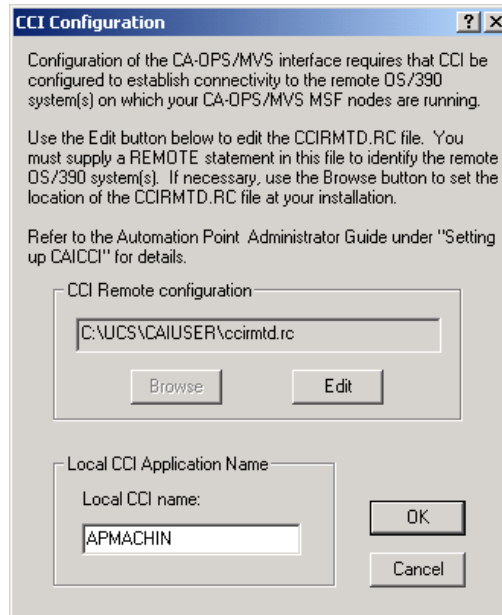 CCI Configuration
Configuration of the CA-OPS/MVS interface requires that CCI be
configured to establish connectivity to the remote OS/390
system(s) on which your CA-OPS/MVS MSF nodes are running.
Use the Edit button below to edit the CCIRMTD.RC file. You
must supply a REMOTE statement in this file to identify the remote
OS/390 system(s). If necessary, use the Browse button to set the
location of the CCIRMTD.RC file at your installation.
Refer to the Automation Point Administrator Guide under "Setting
up CAICCI" for details.
CCI Remote configuration
C:\UCS\CAIUSER\ccirmtd.rc
Browse
Edit
Local CCI Application Name
Local CCI name:
APMACHIN
OK
Cancel